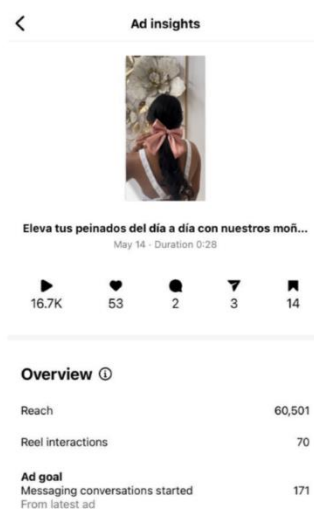 Ad insights
Eleva tus peinados del día a día con nuestros moñ...
May 14 · Duration 0:28
16.7K 53 2 3 14
Overview
Reach 60,501
Reel interactions 70
Ad goal
Messaging conversations started 171
From latest ad